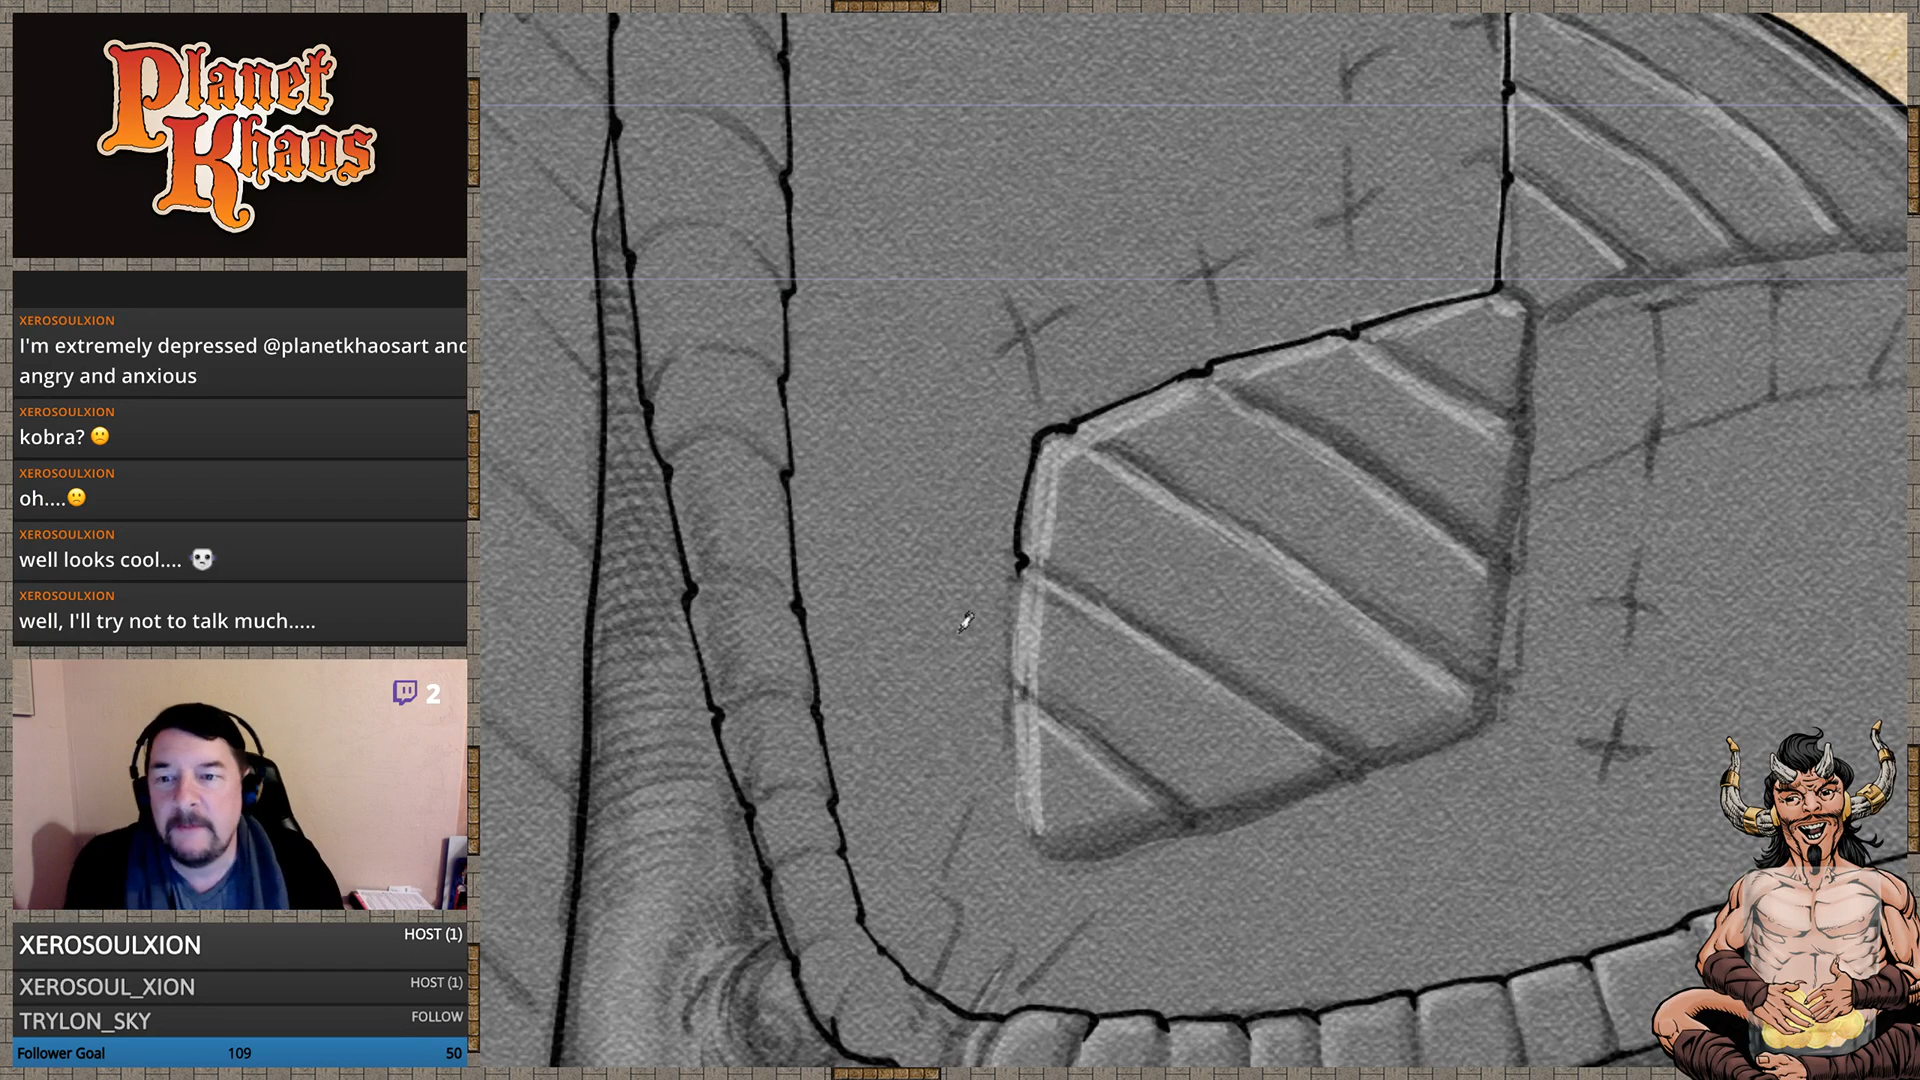 Planet
Khaos
XEROSOULXION
I'm extremely depressed @planetkhaosart and
angry and anxious
XEROSOULXION
kobra? 🙁
XEROSOULXION
oh....🙁
XEROSOULXION
well looks cool....
XEROSOULXION
well, I'll try not to talk much.....
2
XEROSOULXION HOST (1)
XEROSOUL_XION HOST (1)
TRYLON_SKY FOLLOW
Follower Goal 109 50